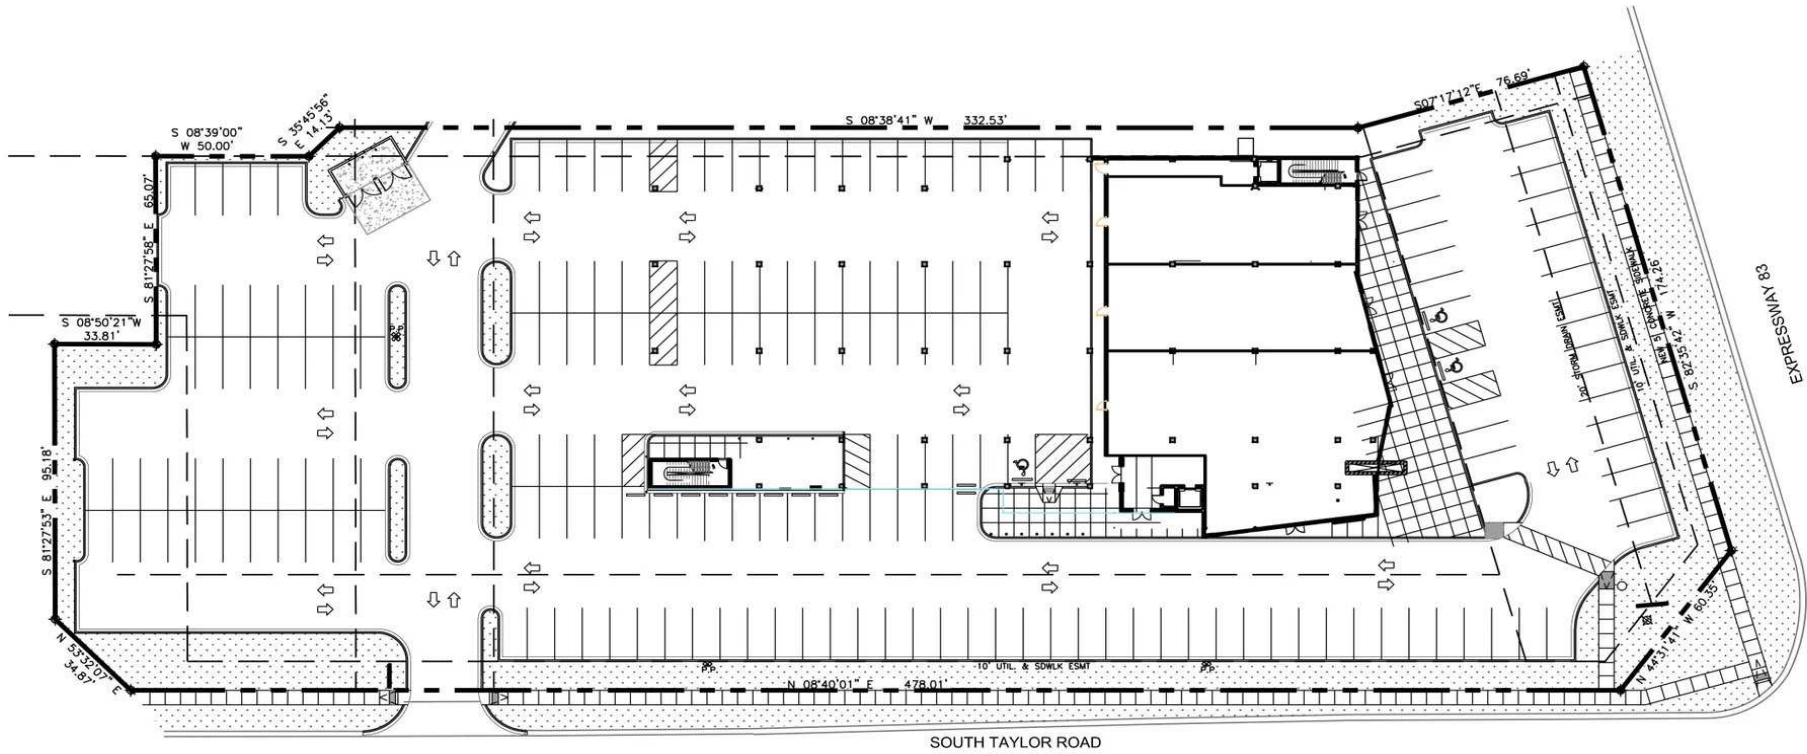 S 08°39'00"
W 50.00'
S 35°45'56"
E 14.13'
S 08°38'41" W 332.53'
S07°17'12"E 76.69'
S 81°27'58" E 65.07'
S 08°50'21"W
33.81'
S 81°27'53" E 95.18'
N 53°32'07" E
34.87'
N 08°40'01" E 478.01'
10' UTIL. & SDWLK ESMT
N 44°31'41" W 60.35'
S 82°35'42" W 174.26'
NEW 5' CONCRETE SIDEWALK
10' UTIL. & SDWLK ESMT
20' STORM DRAIN ESMT
EXPRESSWAY 83
SOUTH TAYLOR ROAD